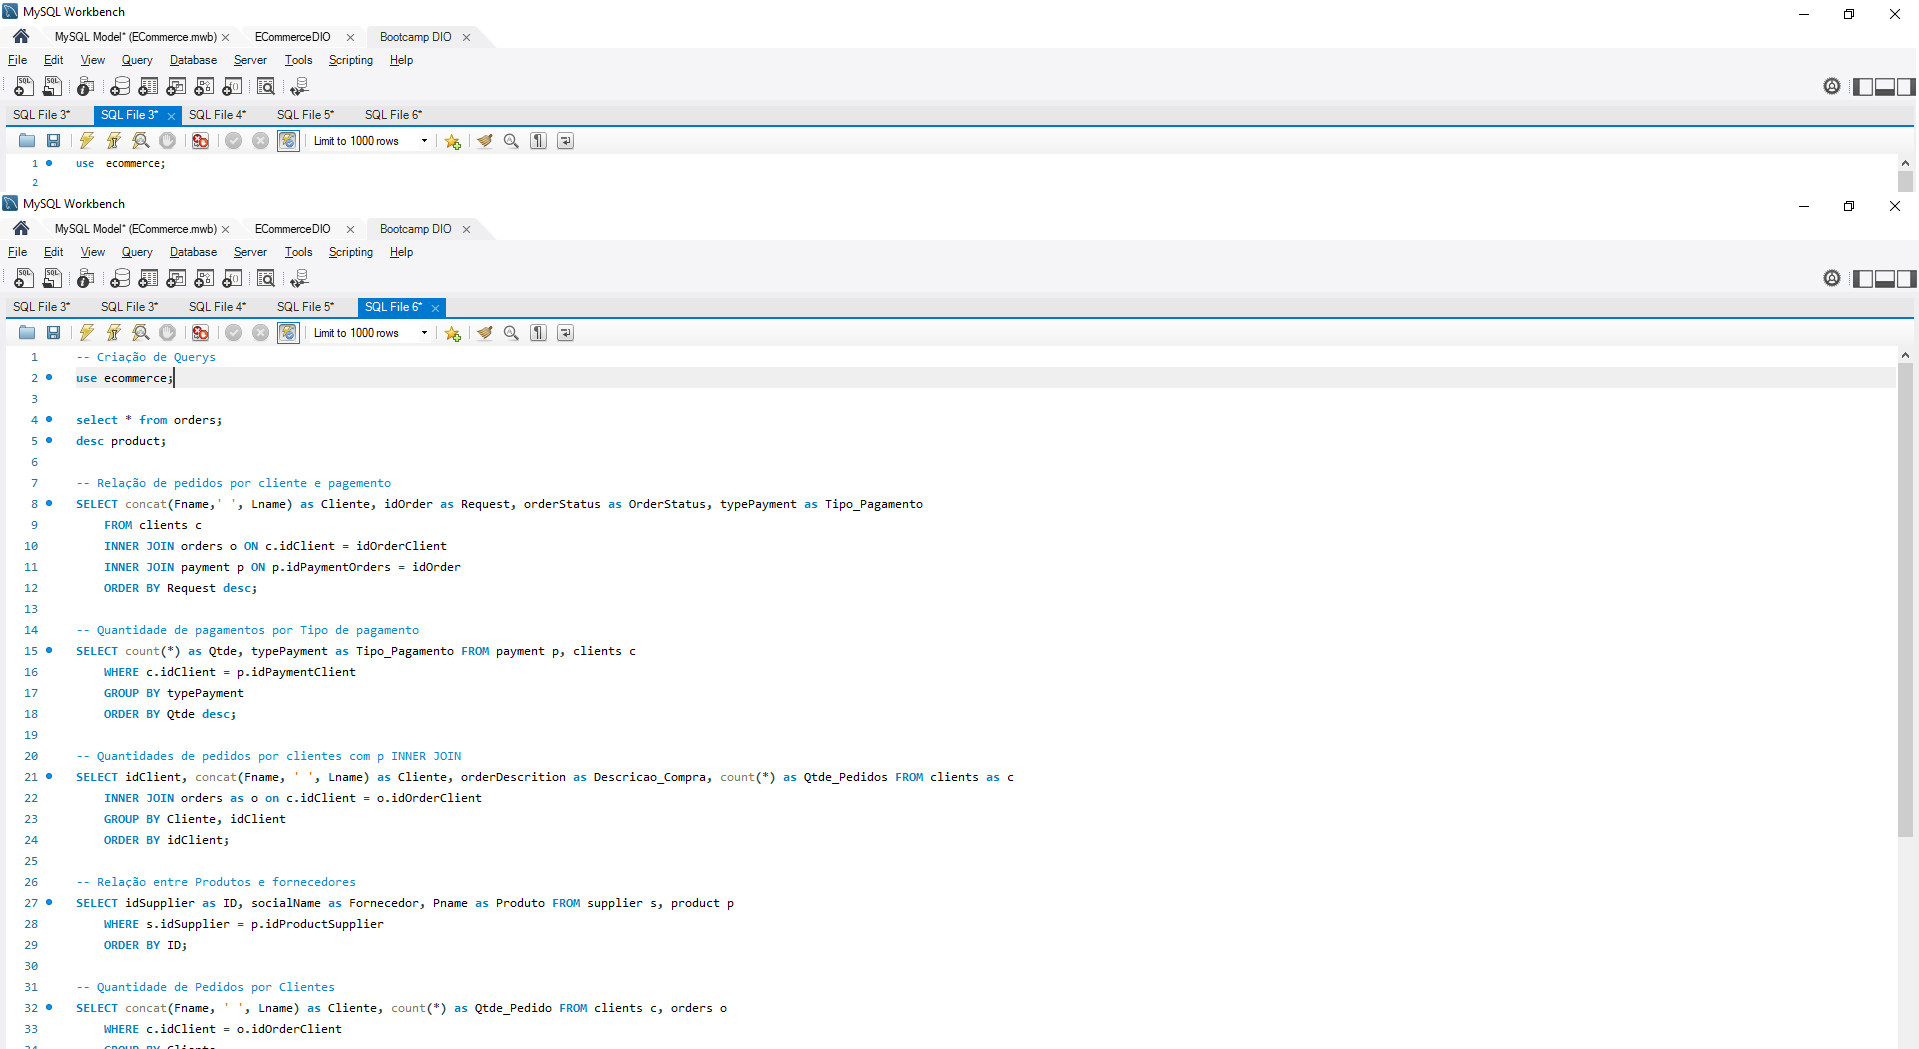 MySQL Workbench
MySQL Model* (ECommerce.mwb) ECommerceDIO Bootcamp DIO
File Edit View Query Database Server Tools Scripting Help
SQL File 3* SQL File 3* SQL File 4* SQL File 5* SQL File 6*
Limit to 1000 rows
1 use ecommerce;
2
MySQL Workbench
MySQL Model* (ECommerce.mwb) ECommerceDIO Bootcamp DIO
File Edit View Query Database Server Tools Scripting Help
SQL File 3* SQL File 3* SQL File 4* SQL File 5* SQL File 6*
Limit to 1000 rows
1 -- Criação de Querys
2 use ecommerce;
3
4 select * from orders;
5 desc product;
6
7 -- Relação de pedidos por cliente e pagemento
8 SELECT concat(Fname,' ', Lname) as Cliente, idOrder as Request, orderStatus as OrderStatus, typePayment as Tipo_Pagamento
9 FROM clients c
10 INNER JOIN orders o ON c.idClient = idOrderClient
11 INNER JOIN payment p ON p.idPaymentOrders = idOrder
12 ORDER BY Request desc;
13
14 -- Quantidade de pagamentos por Tipo de pagamento
15 SELECT count(*) as Qtde, typePayment as Tipo_Pagamento FROM payment p, clients c
16 WHERE c.idClient = p.idPaymentClient
17 GROUP BY typePayment
18 ORDER BY Qtde desc;
19
20 -- Quantidades de pedidos por clientes com p INNER JOIN
21 SELECT idClient, concat(Fname, ' ', Lname) as Cliente, orderDescrition as Descricao_Compra, count(*) as Qtde_Pedidos FROM clients as c
22 INNER JOIN orders as o on c.idClient = o.idOrderClient
23 GROUP BY Cliente, idClient
24 ORDER BY idClient;
25
26 -- Relação entre Produtos e fornecedores
27 SELECT idSupplier as ID, socialName as Fornecedor, Pname as Produto FROM supplier s, product p
28 WHERE s.idSupplier = p.idProductSupplier
29 ORDER BY ID;
30
31 -- Quantidade de Pedidos por Clientes
32 SELECT concat(Fname, ' ', Lname) as Cliente, count(*) as Qtde_Pedido FROM clients c, orders o
33 WHERE c.idClient = o.idOrderClient
34 GROUP BY Cliente